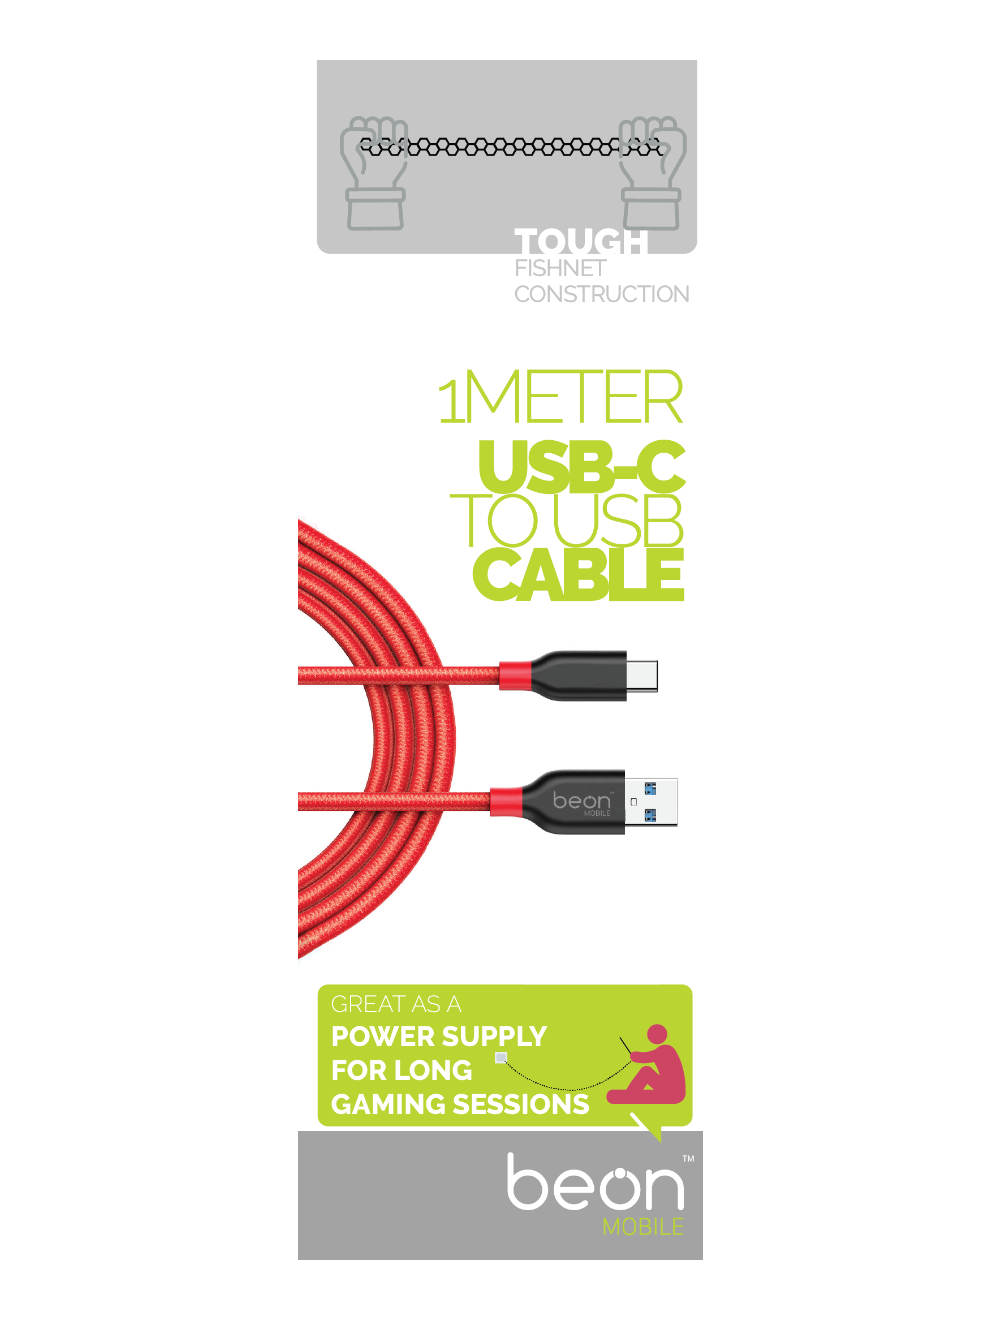 TOUGH
FISHNET
CONSTRUCTION
1METER
USB-C
TO USB
CABLE
beon™
MOBILE
GREAT AS A
POWER SUPPLY
FOR LONG
GAMING SESSIONS
beon™
MOBILE